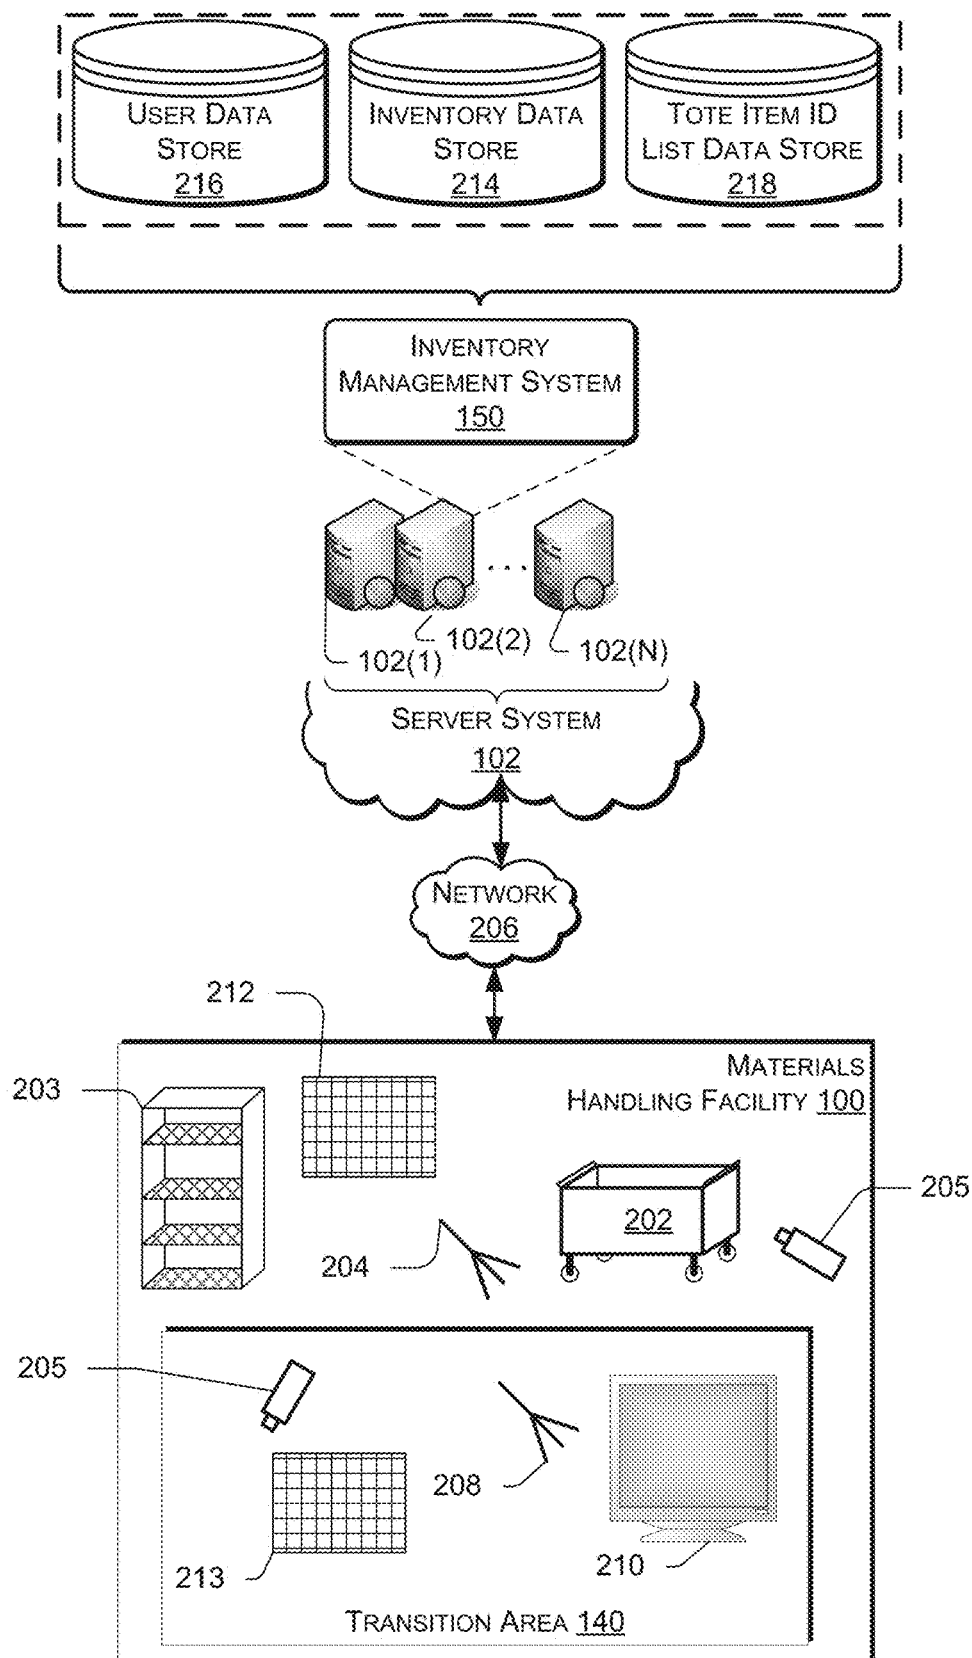 USER DATA
STORE
216
INVENTORY DATA
STORE
214
TOTE ITEM ID
LIST DATA STORE
218
INVENTORY
MANAGEMENT SYSTEM
150
...
102(1)
102(2)
102(N)
SERVER SYSTEM
102
NETWORK
206
212
MATERIALS
HANDLING FACILITY 100
203
202
205
204
205
208
213
210
TRANSITION AREA 140